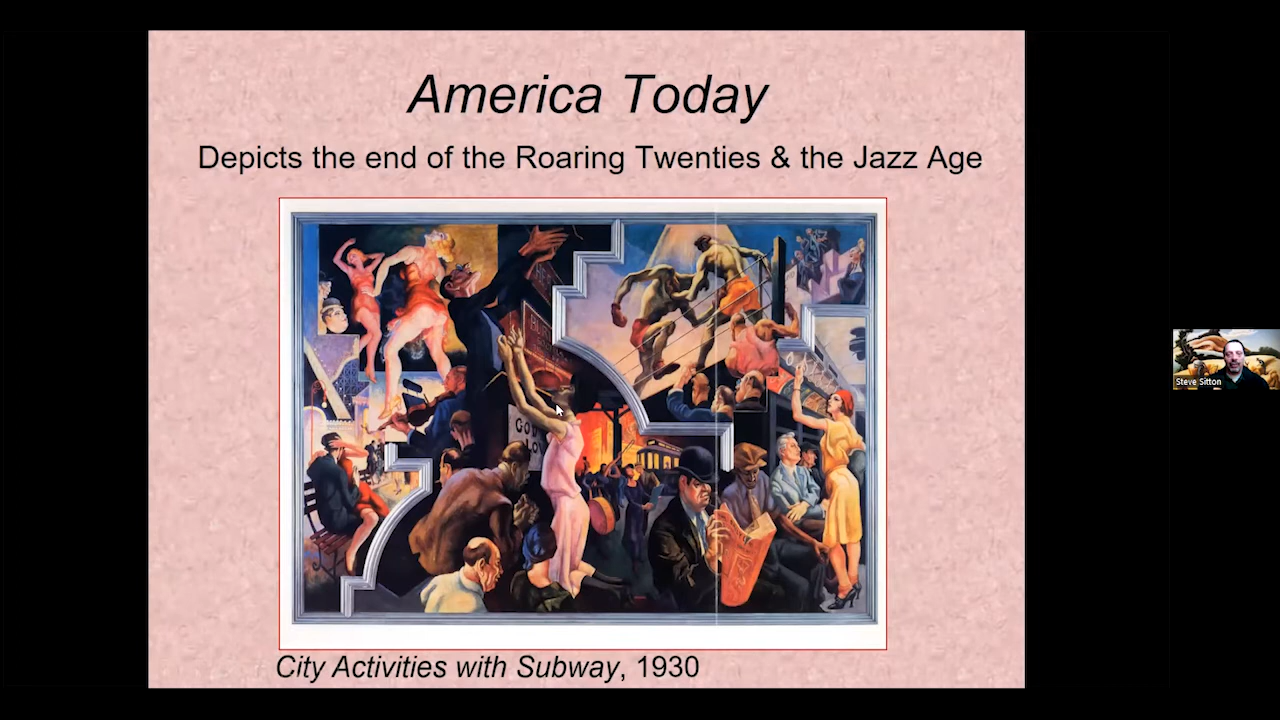 America Today
Depicts the end of the Roaring Twenties & the Jazz Age
GOD
City Activities with Subway, 1930
Steve Sitton